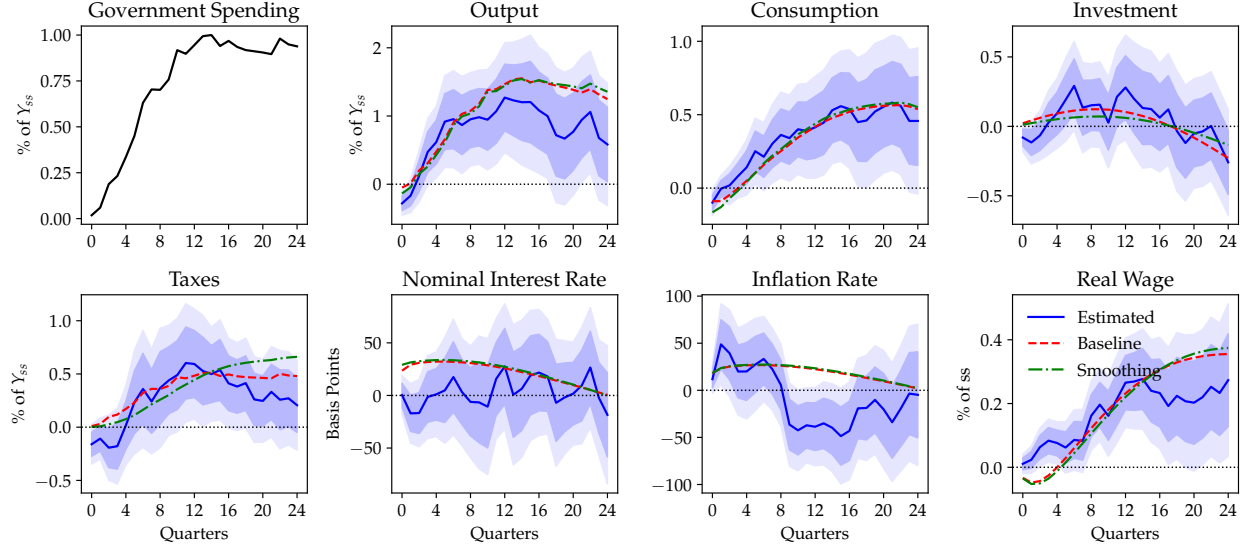 Government Spending
Output
Consumption
Investment
% of Yss
1.00
0.75
0.50
0.25
0.00
0 4 8 12 16 20 24
% of Yss
2
1
0
0 4 8 12 16 20 24
1.0
0.5
0.0
0 4 8 12 16 20 24
0.5
0.0
−0.5
0 4 8 12 16 20 24
Taxes
Nominal Interest Rate
Inflation Rate
Real Wage
% of Yss
1.0
0.5
0.0
−0.5
0 4 8 12 16 20 24
Quarters
Basis Points
50
0
−50
0 4 8 12 16 20 24
Quarters
100
50
0
−50
−100
0 4 8 12 16 20 24
Quarters
% of ss
0.4
0.2
0.0
Estimated
Baseline
Smoothing
0 4 8 12 16 20 24
Quarters